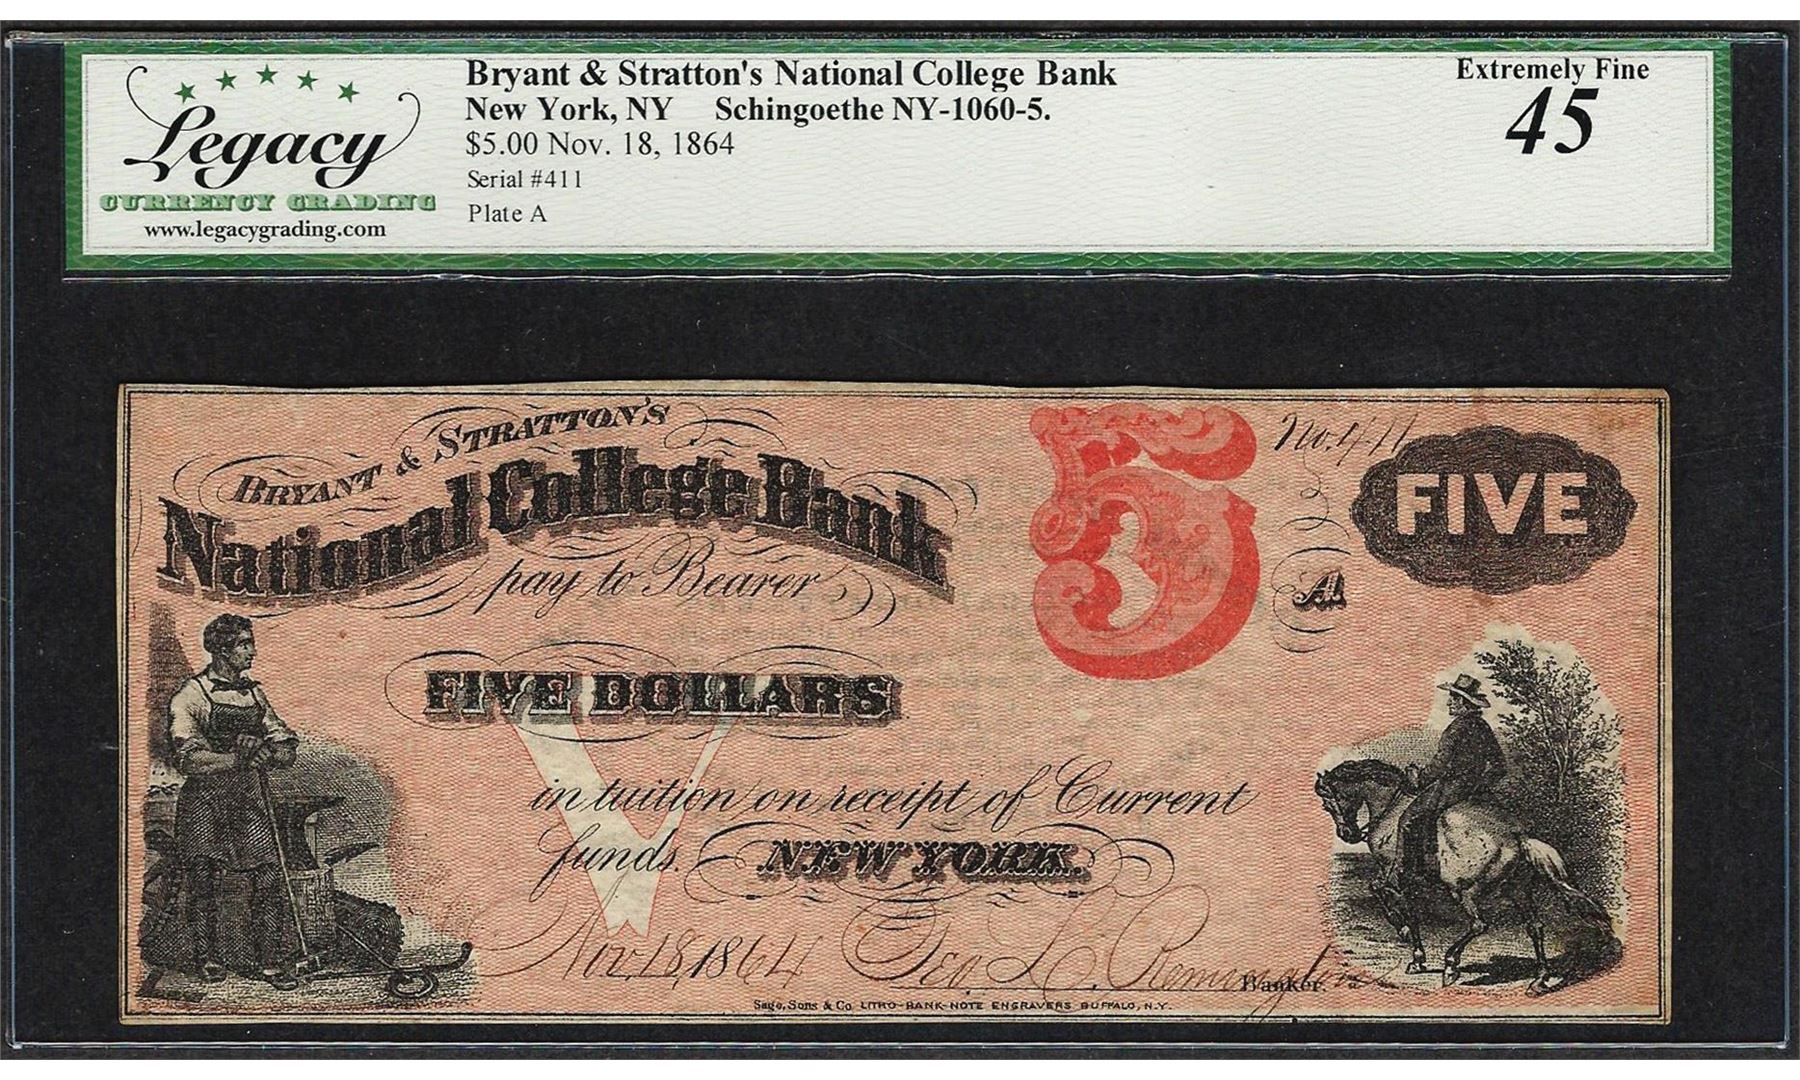 Legacy
CURRENCY GRADING
www.legacygrading.com
Bryant & Stratton's National College Bank
New York, NY Schingoethe NY-1060-5.
$5.00 Nov. 18, 1864
Serial #411
Plate A
Extremely Fine
45
BRYANT & STRATTON'S
National College Bank
pay to Bearer
5
No. 411
FIVE
A
FIVE DOLLARS
V
in tuition on receipt of Current
funds. NEW YORK.
Nov 18, 1864 Geo. L. Remington
Banker.
Sage, Sons & Co. LITHO-BANK-NOTE ENGRAVERS BUFFALO, N.Y.